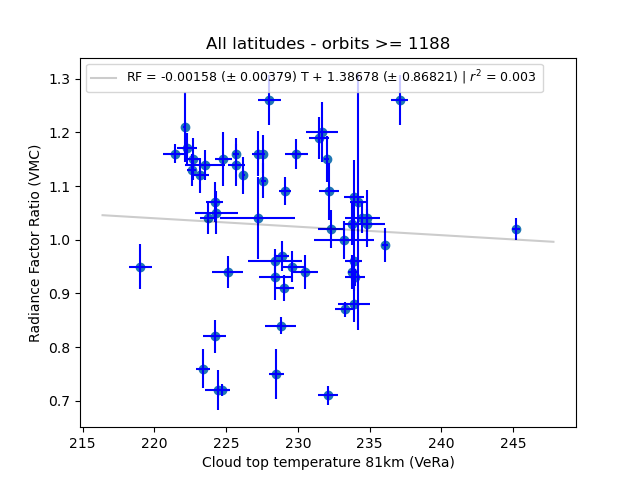 All latitudes - orbits >= 1188
RF = -0.00158 (± 0.00379) T + 1.38678 (± 0.86821) | r² = 0.003
1.3
1.2
1.1
1.0
0.9
0.8
0.7
Radiance Factor Ratio (VMC)
215 220 225 230 235 240 245
Cloud top temperature 81km (VeRa)